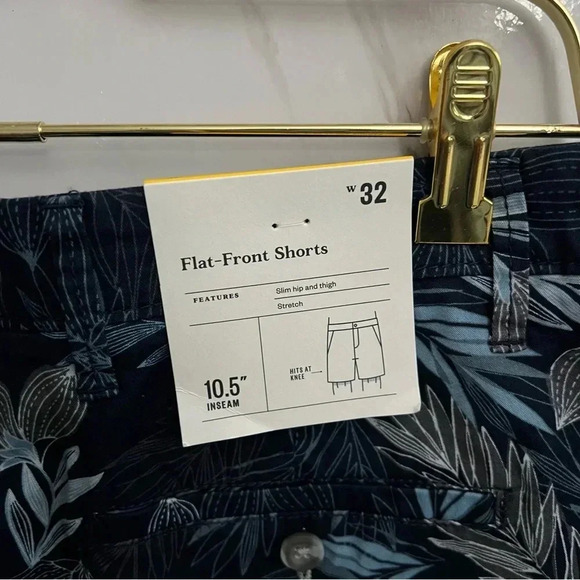 W 32
Flat-Front Shorts
FEATURES
Slim hip and thigh
Stretch
10.5"
INSEAM
HITS AT
KNEE